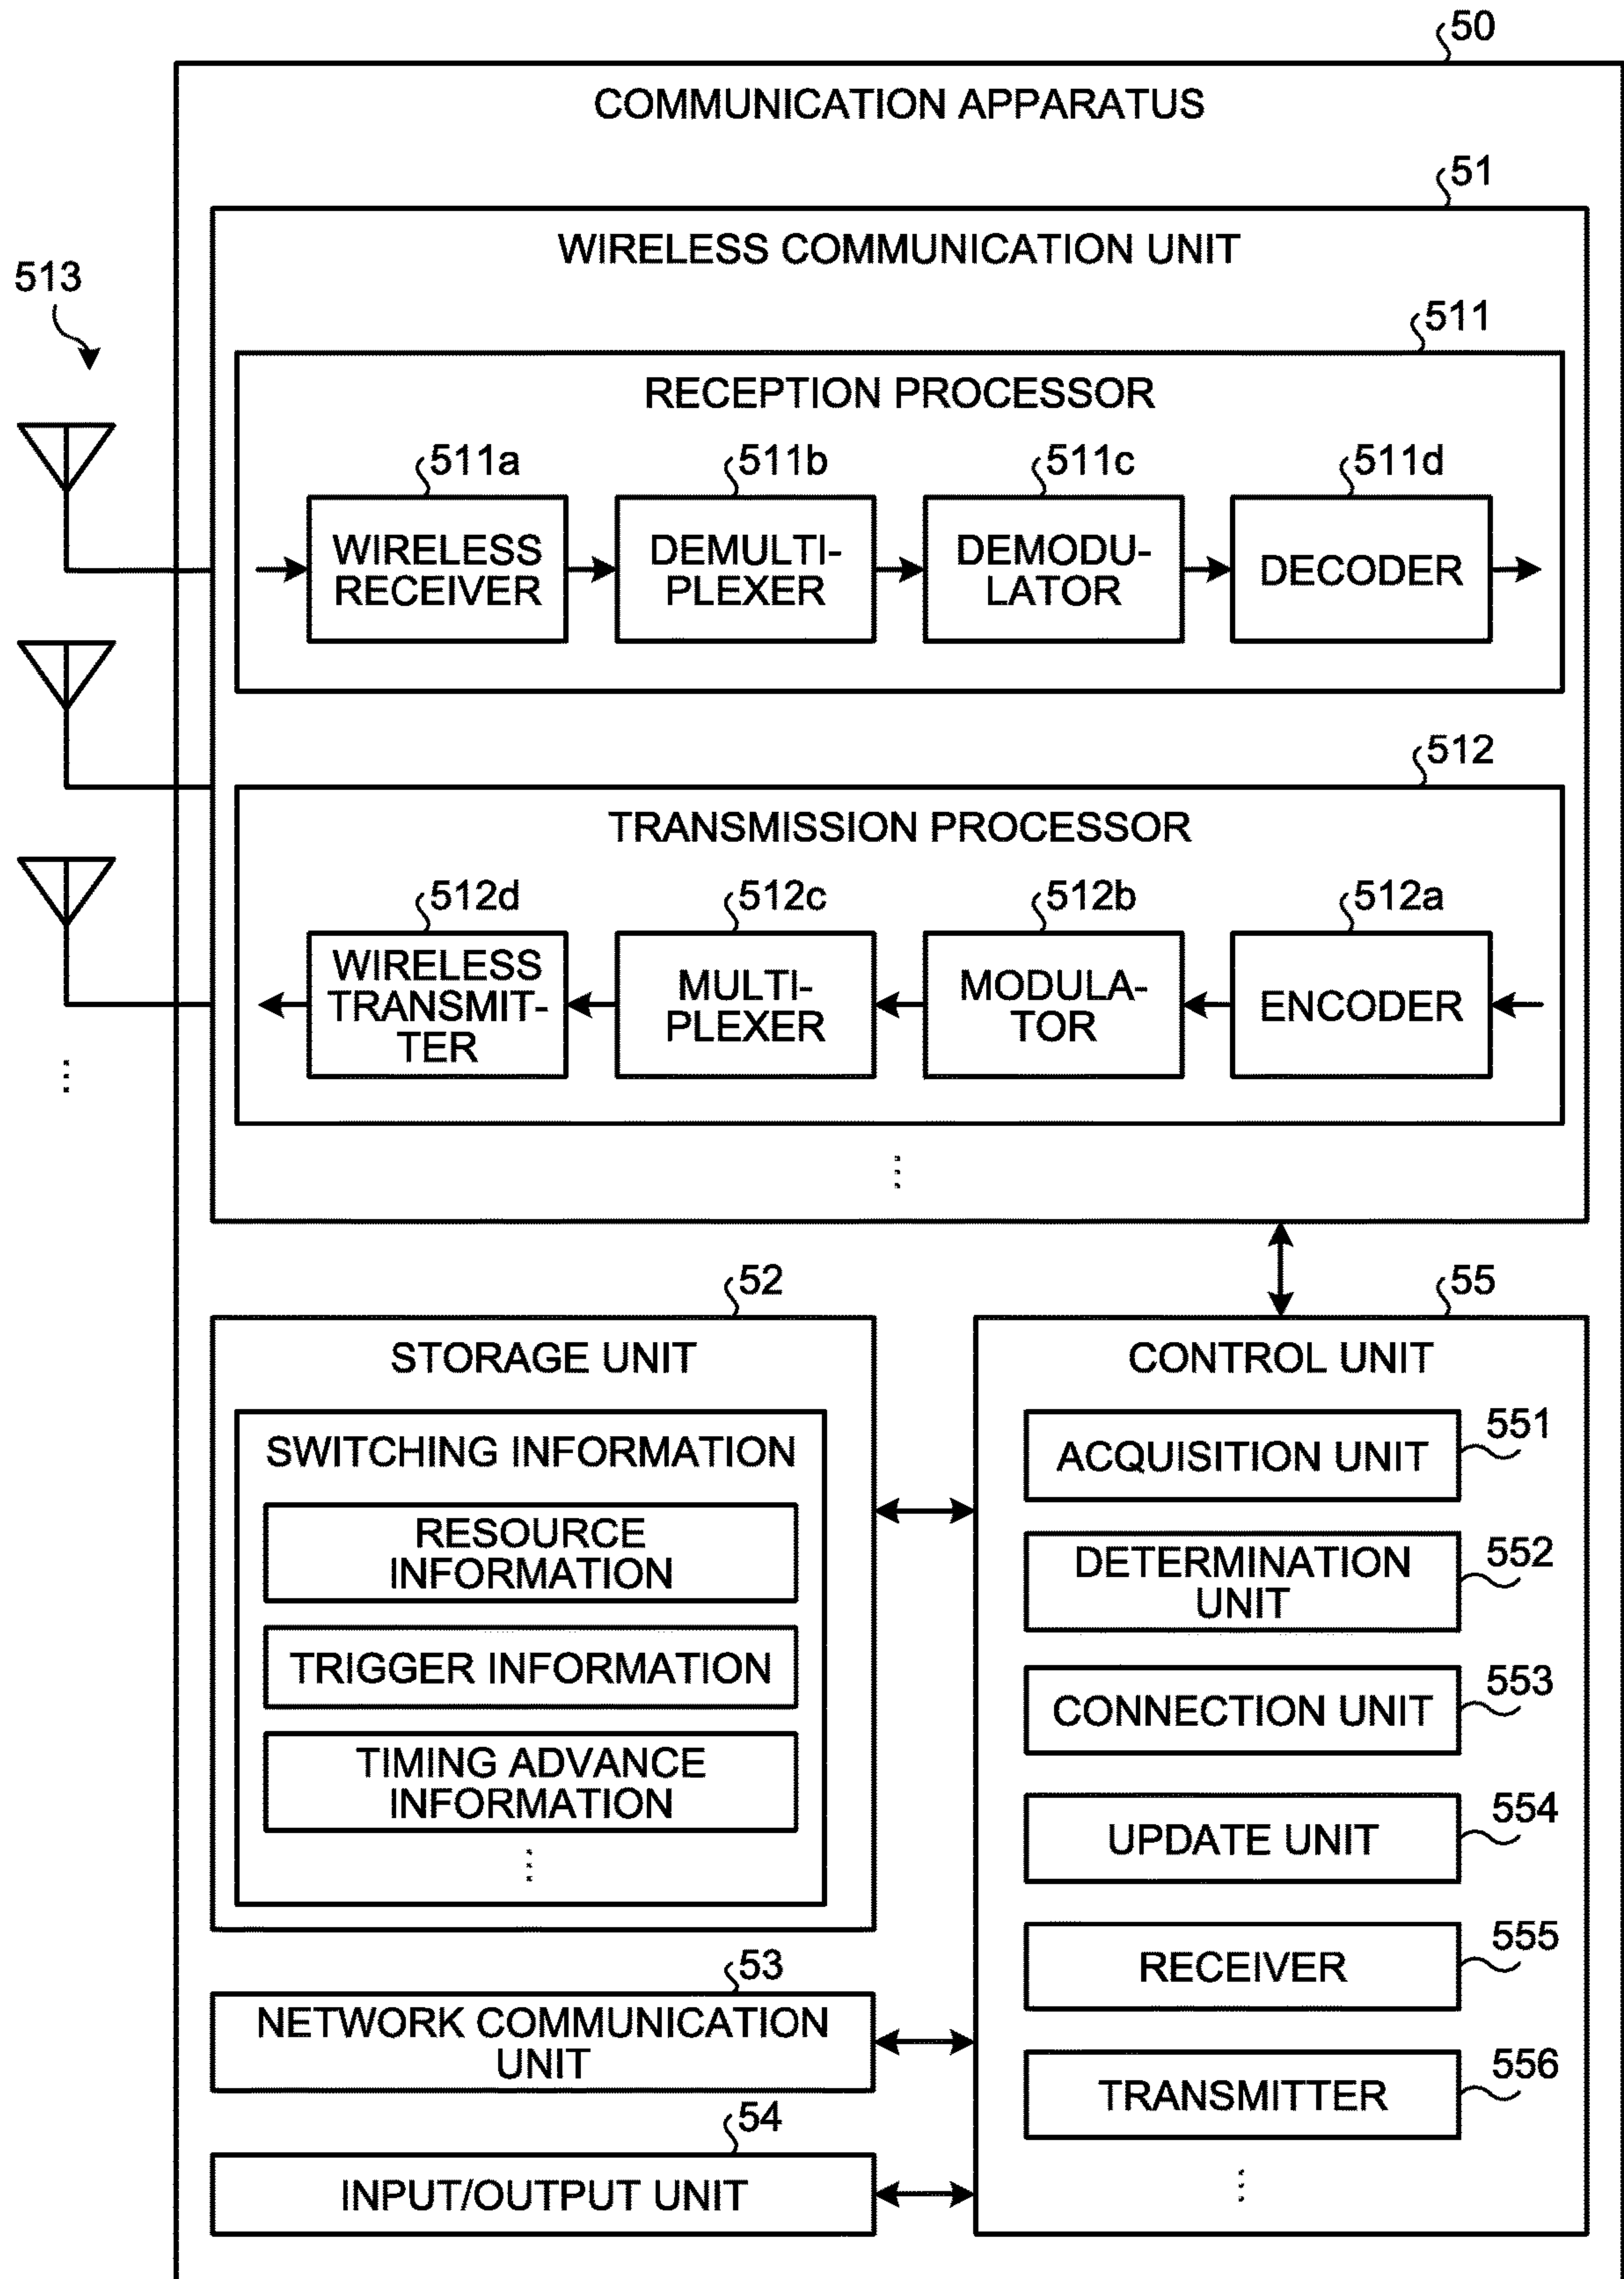 50
COMMUNICATION APPARATUS
51
WIRELESS COMMUNICATION UNIT
513
511
RECEPTION PROCESSOR
511a
511b
511c
511d
WIRELESS
RECEIVER
DEMULTI-
PLEXER
DEMODU-
LATOR
DECODER
512
TRANSMISSION PROCESSOR
512d
512c
512b
512a
WIRELESS
TRANSMIT-
TER
MULTI-
PLEXER
MODULA-
TOR
ENCODER
52
STORAGE UNIT
SWITCHING INFORMATION
RESOURCE
INFORMATION
TRIGGER INFORMATION
TIMING ADVANCE
INFORMATION
53
NETWORK COMMUNICATION
UNIT
54
INPUT/OUTPUT UNIT
55
CONTROL UNIT
551
ACQUISITION UNIT
552
DETERMINATION
UNIT
553
CONNECTION UNIT
554
UPDATE UNIT
555
RECEIVER
556
TRANSMITTER